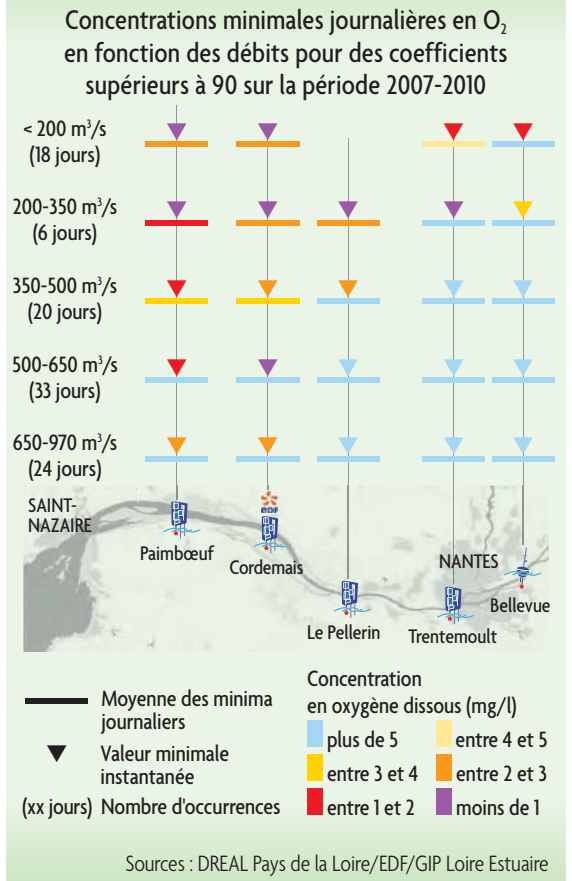 Concentrations minimales journalières en O₂
en fonction des débits pour des coefficients
supérieurs à 90 sur la période 2007-2010
< 200 m³/s
(18 jours)
200-350 m³/s
(6 jours)
350-500 m³/s
(20 jours)
500-650 m³/s
(33 jours)
650-970 m³/s
(24 jours)
SAINT-
NAZAIRE
EDF
Paimbœuf
Cordemais
NANTES
Le Pellerin
Trentemoult
Bellevue
Moyenne des minima
journaliers
Valeur minimale
instantanée
(xx jours) Nombre d'occurrences
Concentration
en oxygène dissous (mg/l)
plus de 5
entre 4 et 5
entre 3 et 4
entre 2 et 3
entre 1 et 2
moins de 1
Sources : DREAL Pays de la Loire/EDF/GIP Loire Estuaire